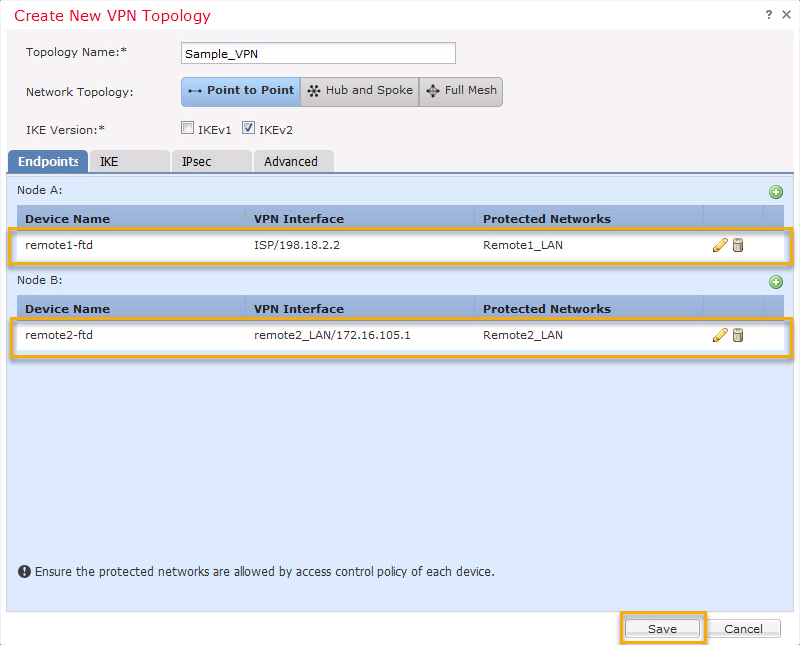 Create New VPN Topology ? ×
Topology Name:* Sample_VPN
Network Topology: Point to Point Hub and Spoke Full Mesh
IKE Version:* IKEv1 IKEv2
Endpoints IKE IPsec Advanced
Node A:
Device Name VPN Interface Protected Networks
remote1-ftd ISP/198.18.2.2 Remote1_LAN
Node B:
Device Name VPN Interface Protected Networks
remote2-ftd remote2_LAN/172.16.105.1 Remote2_LAN
Ensure the protected networks are allowed by access control policy of each device.
Save Cancel